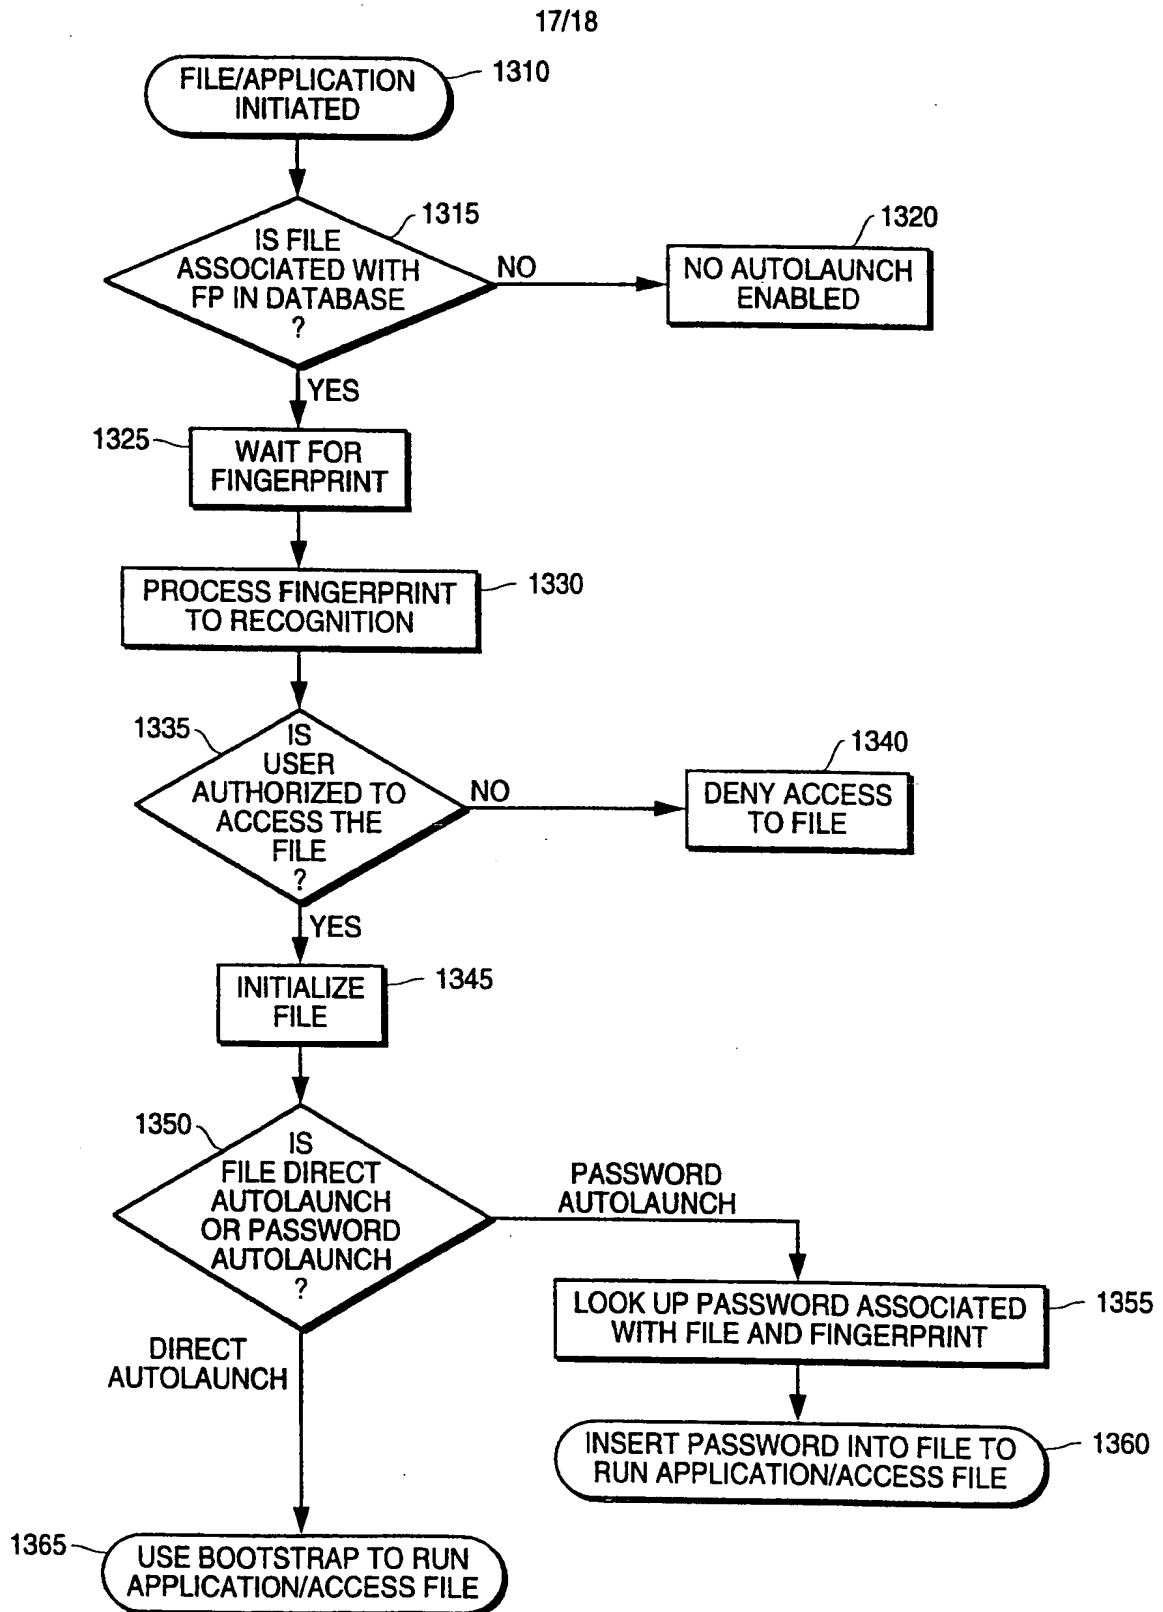 17/18
FILE/APPLICATION
INITIATED
1310
IS FILE
ASSOCIATED WITH
FP IN DATABASE
?
1315
NO
NO AUTOLAUNCH
ENABLED
1320
YES
1325
WAIT FOR
FINGERPRINT
PROCESS FINGERPRINT
TO RECOGNITION
1330
1335
IS
USER
AUTHORIZED TO
ACCESS THE
FILE
?
NO
DENY ACCESS
TO FILE
1340
YES
INITIALIZE
FILE
1345
1350
IS
FILE DIRECT
AUTOLAUNCH
OR PASSWORD
AUTOLAUNCH
?
PASSWORD
AUTOLAUNCH
LOOK UP PASSWORD ASSOCIATED
WITH FILE AND FINGERPRINT
1355
DIRECT
AUTOLAUNCH
INSERT PASSWORD INTO FILE TO
RUN APPLICATION/ACCESS FILE
1360
1365
USE BOOTSTRAP TO RUN
APPLICATION/ACCESS FILE